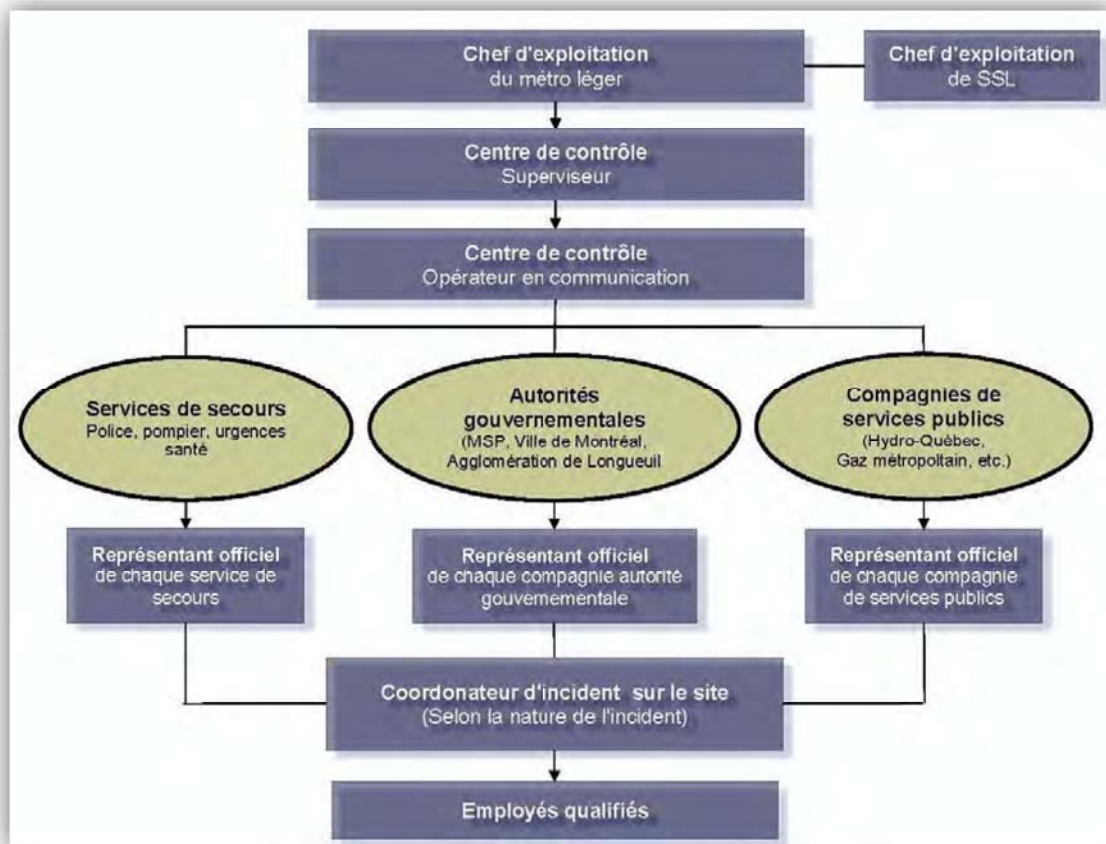 Chef d'exploitation
du métro léger
Chef d'exploitation
de SSL
Centre de contrôle
Superviseur
Centre de contrôle
Opérateur en communication
Services de secours
Police, pompier, urgences
santé
Autorités
gouvernementales
(MSP, Ville de Montréal,
Agglomération de Longueuil
Compagnies de
services publics
(Hydro-Québec,
Gaz métropoltain, etc.)
Représentant officiel
de chaque service de
secours
Représentant officiel
de chaque compagnie autorité
gouvernementale
Représentant officiel
de chaque compagnie
de services publics
Coordonateur d'incident sur le site
(Selon la nature de l'incident)
Employés qualifiés